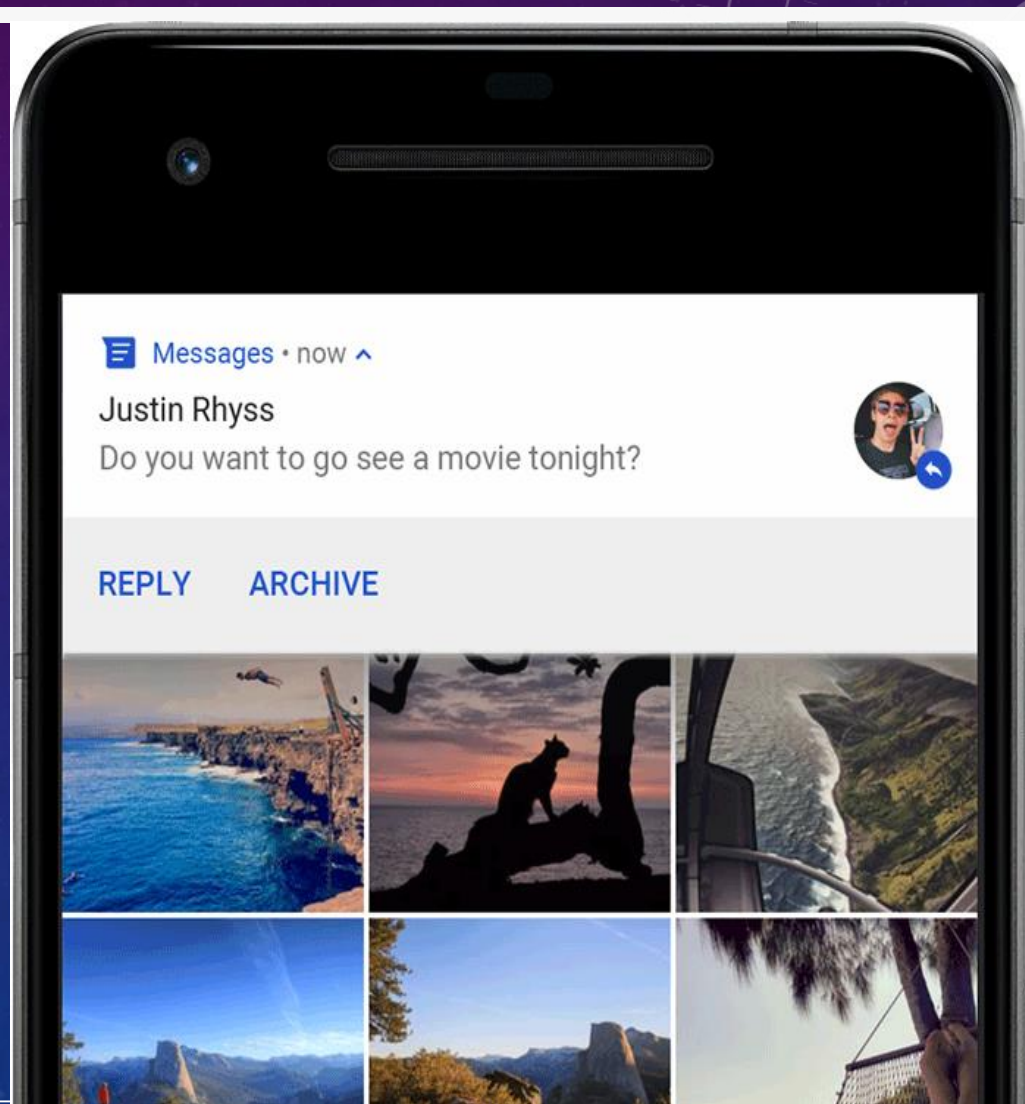 Messages • now
Justin Rhyss
Do you want to go see a movie tonight?
REPLY ARCHIVE